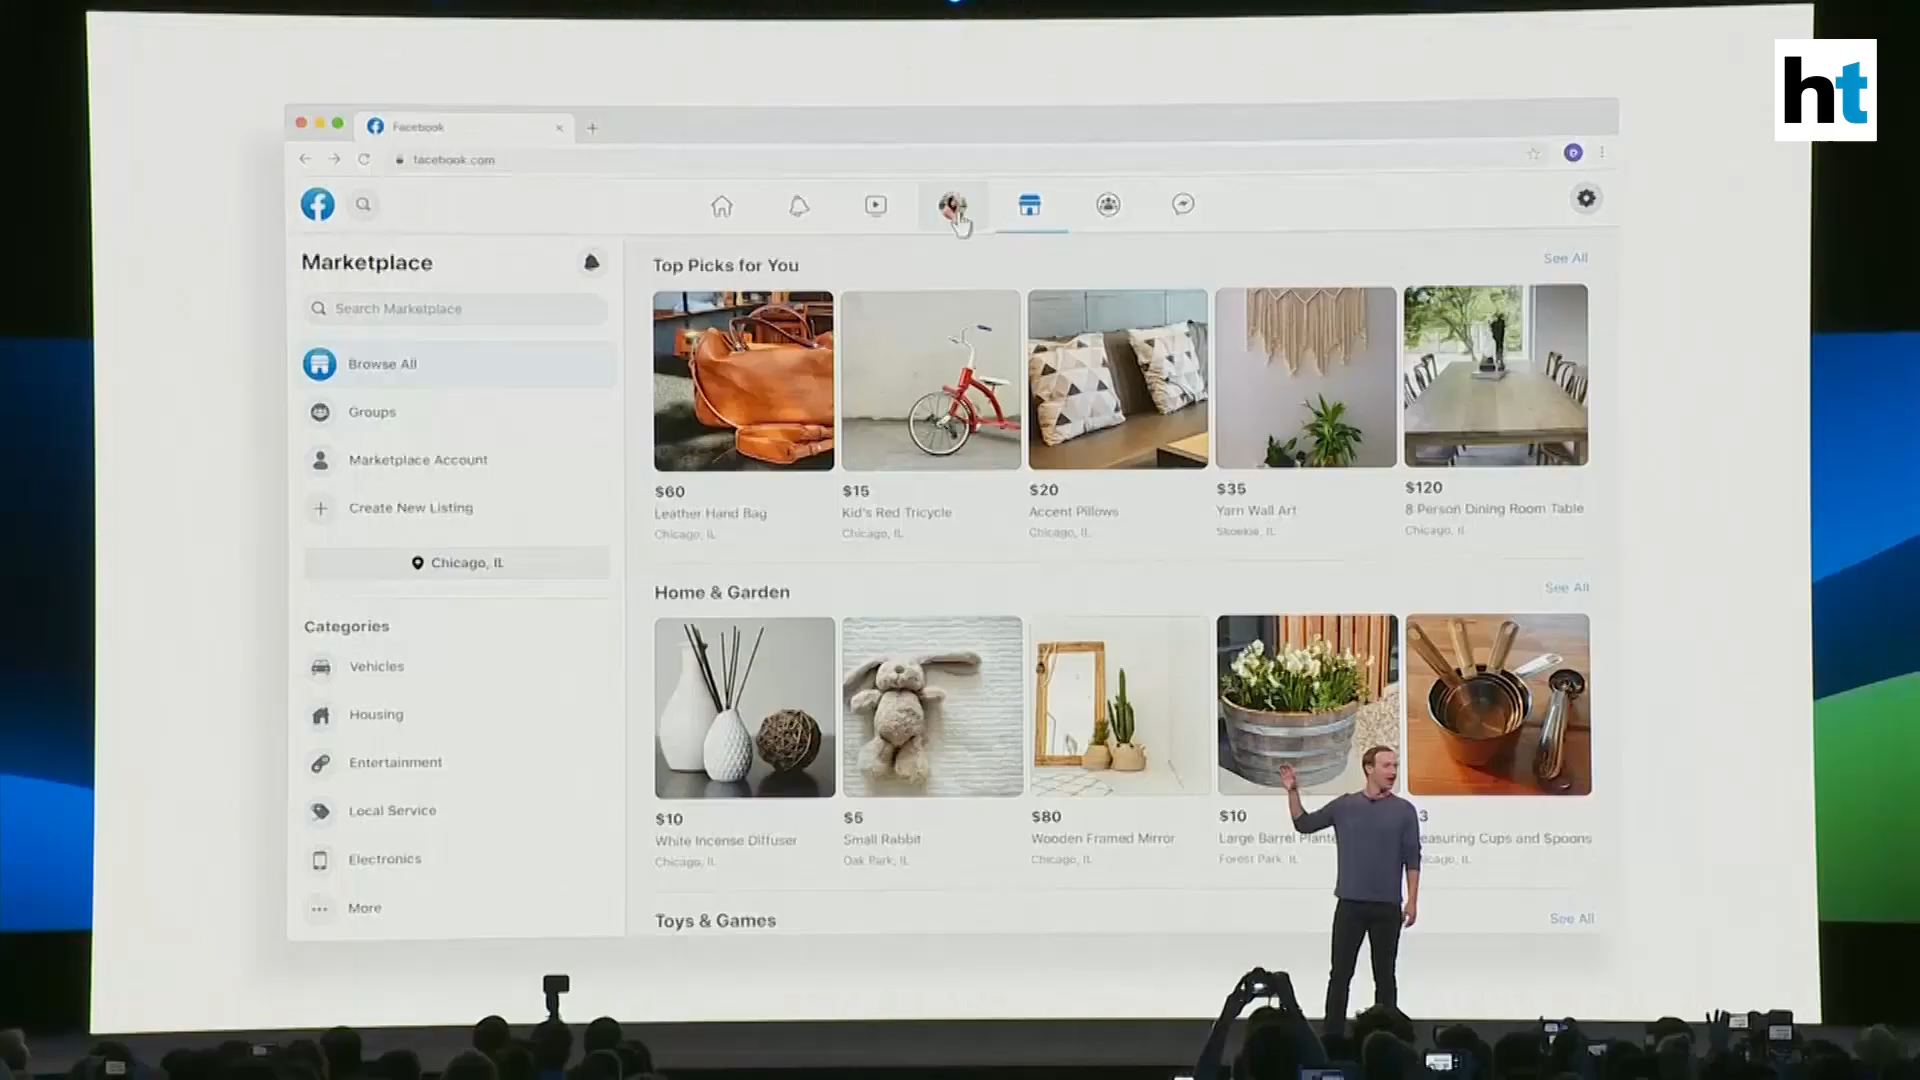 ht
Facebook
facebook.com
D
Marketplace
Search Marketplace
Browse All
Groups
Marketplace Account
Create New Listing
Chicago, IL
Categories
Vehicles
Housing
Entertainment
Local Service
Electronics
More
Top Picks for You
See All
$60
Leather Hand Bag
Chicago, IL
$15
Kid's Red Tricycle
Chicago, IL
$20
Accent Pillows
Chicago, IL
$35
Yarn Wall Art
Skookie, IL
$120
8 Person Dining Room Table
Chicago, IL
Home & Garden
See All
$10
White Incense Diffuser
Chicago, IL
$5
Small Rabbit
Oak Park, IL
$80
Wooden Framed Mirror
Chicago, IL
$10
Large Barrel Plante
Forest Park, IL
3
easuring Cups and Spoons
icago, IL
Toys & Games
See All